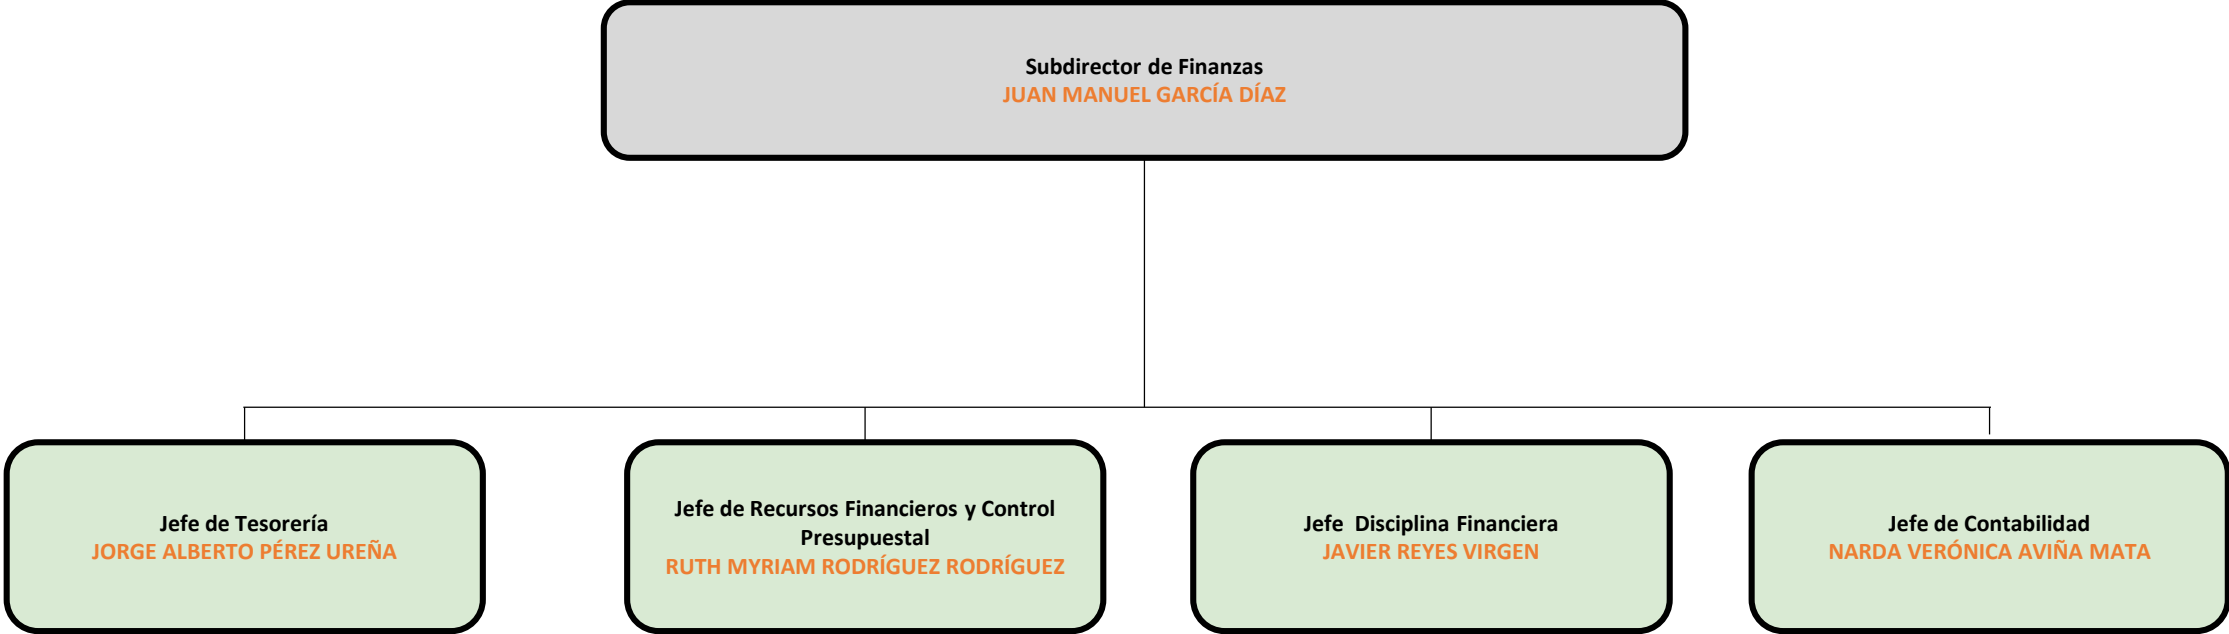 Subdirector de Finanzas
JUAN MANUEL GARCÍA DÍAZ
Jefe de Tesorería
JORGE ALBERTO PÉREZ UREÑA
Jefe de Recursos Financieros y Control
Presupuestal
RUTH MYRIAM RODRÍGUEZ RODRÍGUEZ
Jefe  Disciplina Financiera
JAVIER REYES VIRGEN
Jefe de Contabilidad
NARDA VERÓNICA AVIÑA MATA